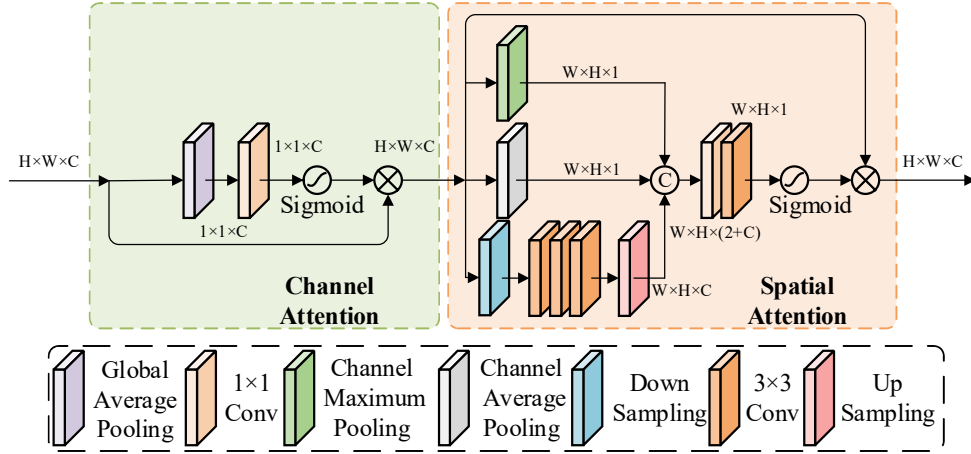 H×W×C
1×1×C
1×1×C
Sigmoid
H×W×C
Channel
Attention
W×H×1
W×H×1
W×H×C
C
W×H×(2+C)
W×H×1
Sigmoid
H×W×C
Spatial
Attention
Global
Average
Pooling
1×1
Conv
Channel
Maximum
Pooling
Channel
Average
Pooling
Down
Sampling
3×3
Conv
Up
Sampling